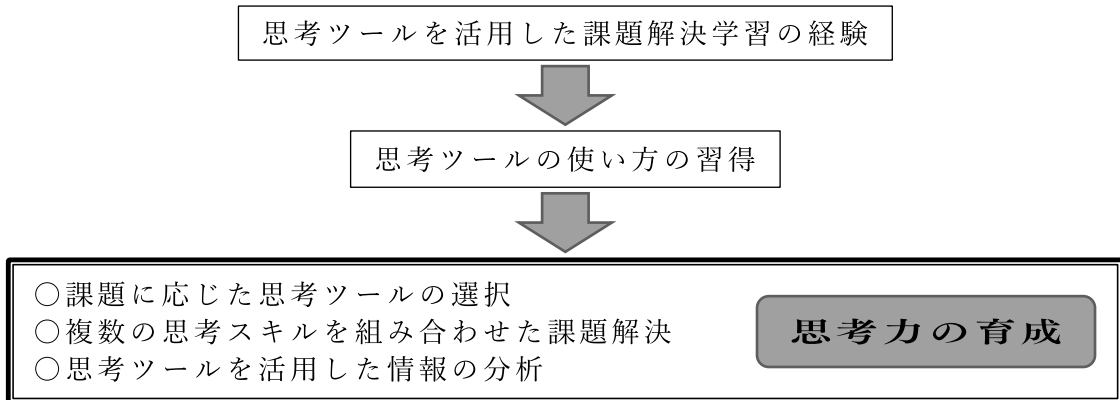 思考ツールを活用した課題解決学習の経験
思考ツールの使い方の習得
○課題に応じた思考ツールの選択
○複数の思考スキルを組み合わせた課題解決
○思考ツールを活用した情報の分析
思考力の育成